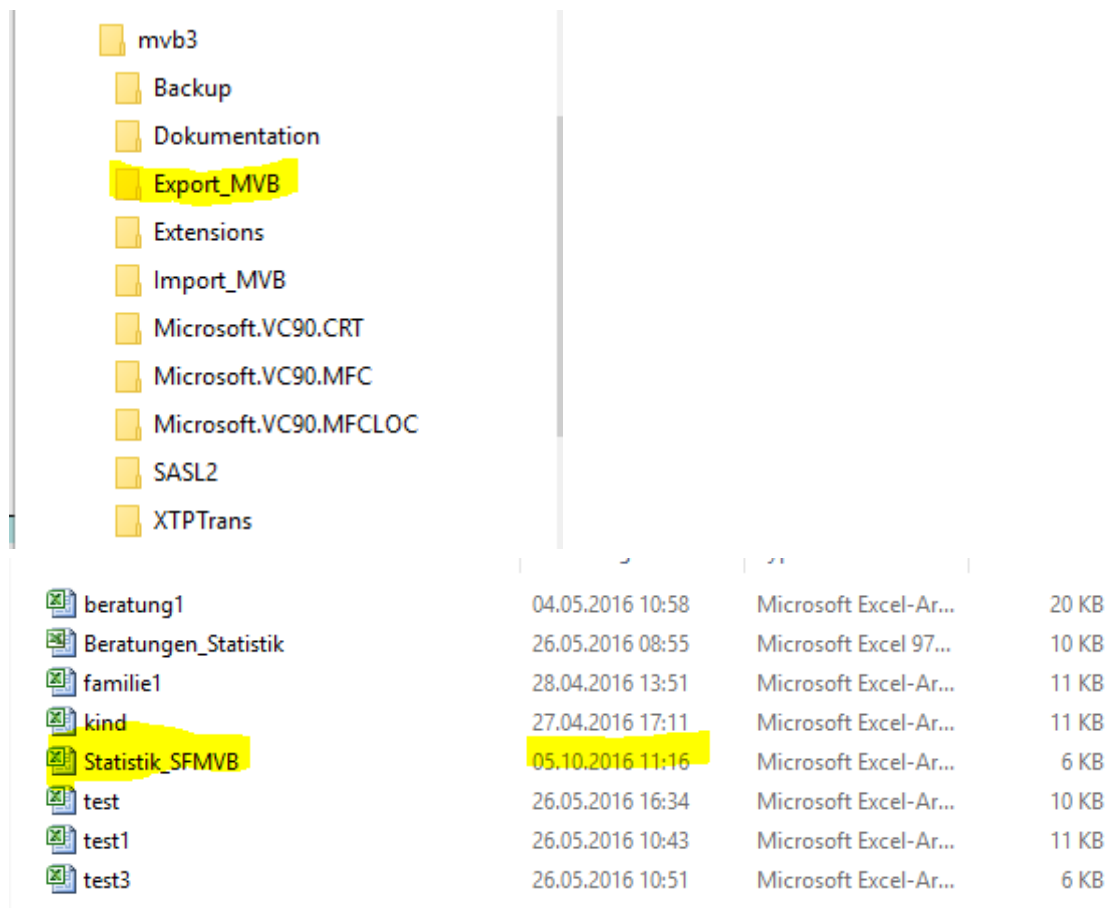 mvb3
Backup
Dokumentation
Export_MVB
Extensions
Import_MVB
Microsoft.VC90.CRT
Microsoft.VC90.MFC
Microsoft.VC90.MFCLOC
SASL2
XTPTrans
beratung1 04.05.2016 10:58 Microsoft Excel-Ar... 20 KB
Beratungen_Statistik 26.05.2016 08:55 Microsoft Excel 97... 10 KB
familie1 28.04.2016 13:51 Microsoft Excel-Ar... 11 KB
kind 27.04.2016 17:11 Microsoft Excel-Ar... 11 KB
Statistik_SFMVB 05.10.2016 11:16 Microsoft Excel-Ar... 6 KB
test 26.05.2016 16:34 Microsoft Excel-Ar... 10 KB
test1 26.05.2016 10:43 Microsoft Excel-Ar... 11 KB
test3 26.05.2016 10:51 Microsoft Excel-Ar... 6 KB